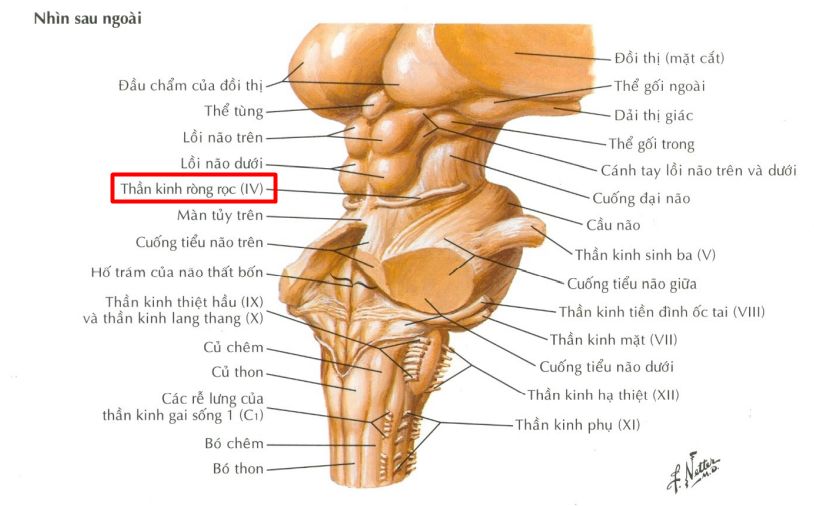 Nhìn sau ngoài
Đầu chẩm của đồi thị
Thể tùng
Lồi não trên
Lồi não dưới
Thần kinh ròng rọc (IV)
Màn tủy trên
Cuống tiểu não trên
Hố trám của não thất bốn
Thần kinh thiệt hầu (IX)
và thần kinh lang thang (X)
Củ chêm
Củ thon
Các rễ lưng của
thần kinh gai sống 1 (C1)
Bó chêm
Bó thon
Đồi thị (mặt cắt)
Thể gối ngoài
Dải thị giác
Thể gối trong
Cánh tay lồi não trên và dưới
Cuống đại não
Cầu não
Thần kinh sinh ba (V)
Cuống tiểu não giữa
Thần kinh tiền đình ốc tai (VIII)
Thần kinh mặt (VII)
Cuống tiểu não dưới
Thần kinh hạ thiệt (XII)
Thần kinh phụ (XI)
F. Netter
M.D.